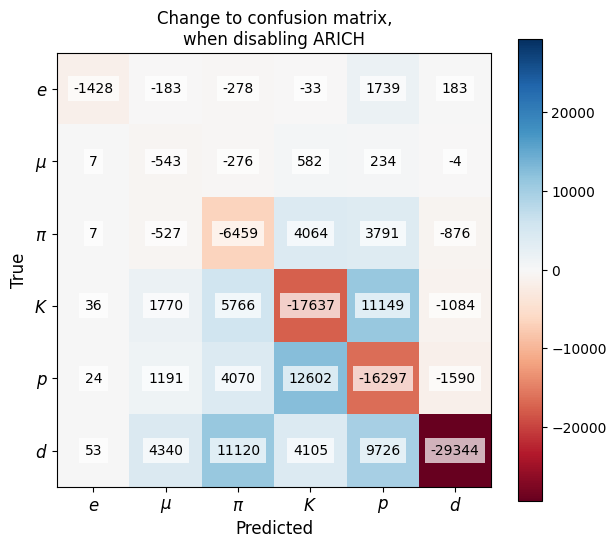 Change to confusion matrix,
when disabling ARICH
e -1428 -183 -278 -33 1739 183
μ 7 -543 -276 582 234 -4
π 7 -527 -6459 4064 3791 -876
K 36 1770 5766 -17637 11149 -1084
p 24 1191 4070 12602 -16297 -1590
d 53 4340 11120 4105 9726 -29344
e μ π K p d
True
Predicted
20000
10000
0
−10000
−20000